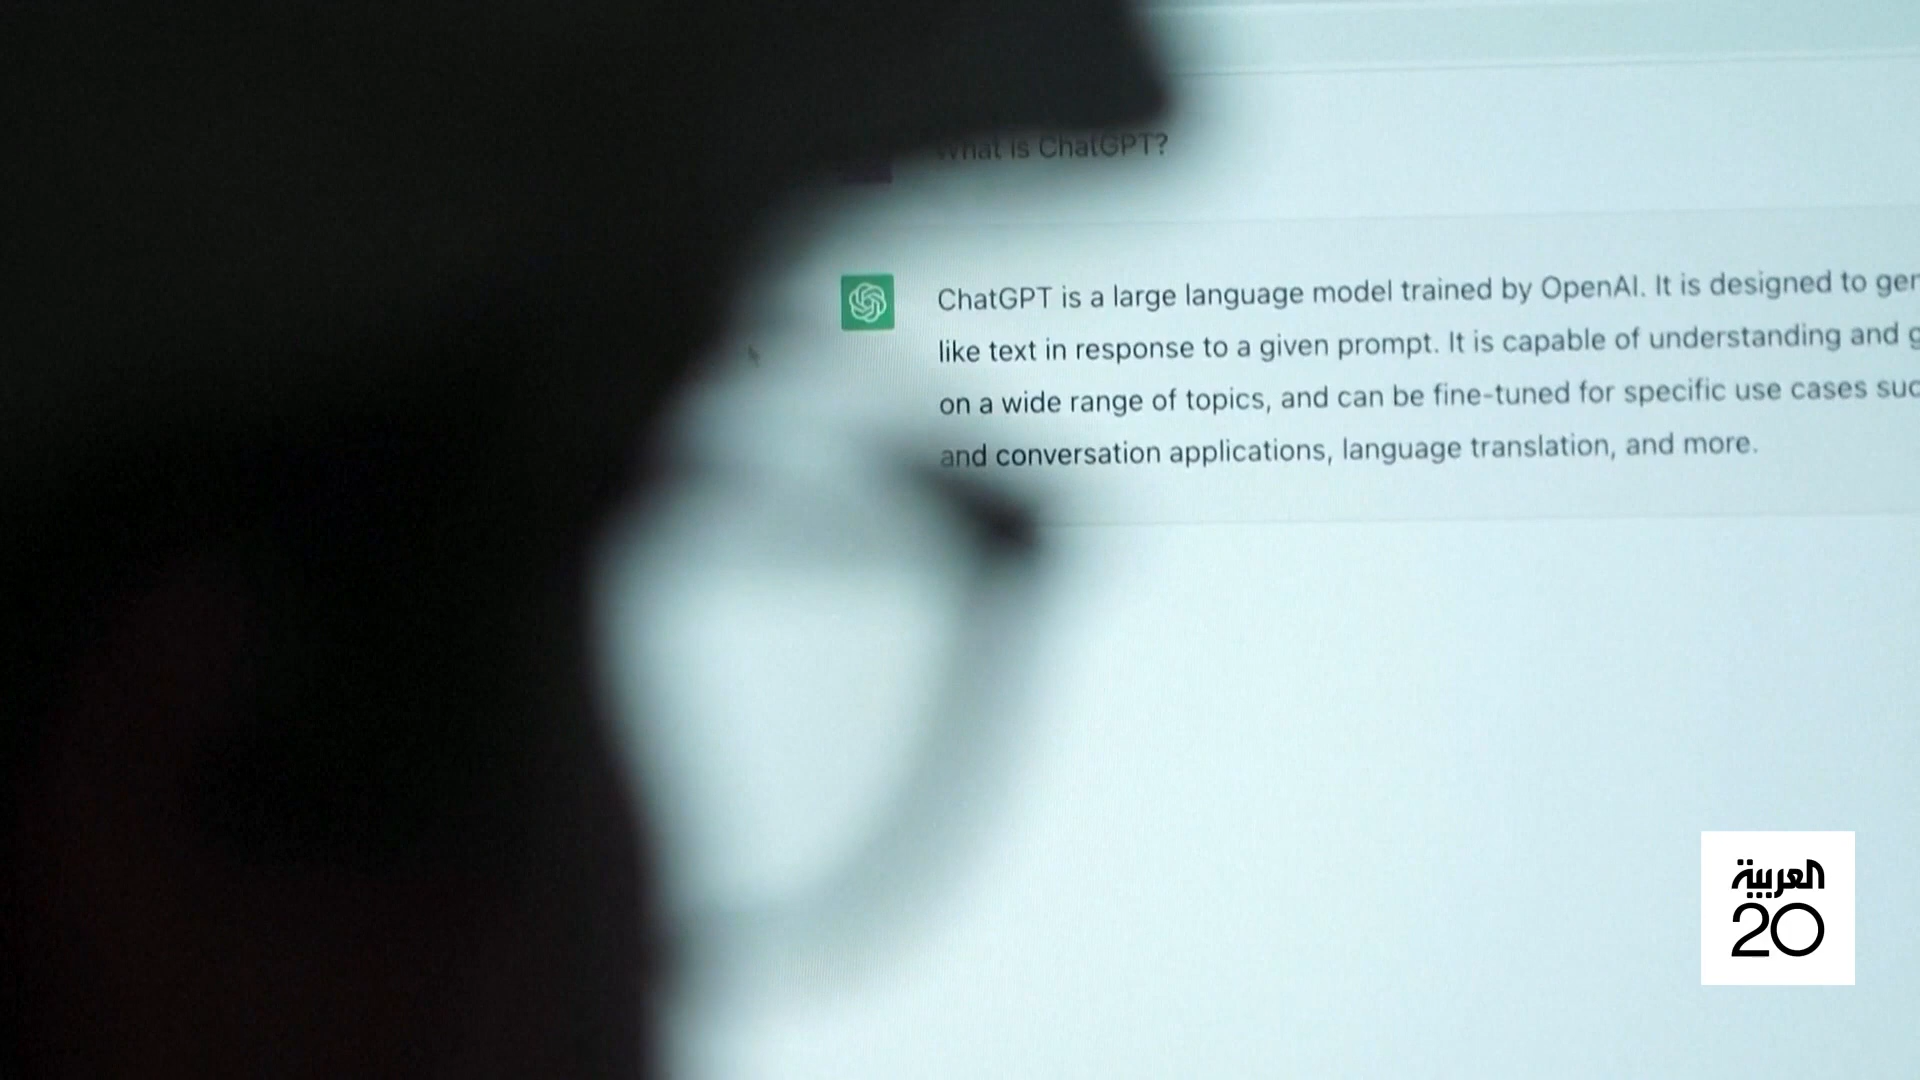 What is ChatGPT?
ChatGPT is a large language model trained by OpenAI. It is designed to
like text in response to a given prompt. It is capable of understanding and
on a wide range of topics, and can be fine-tuned for specific use cases
and conversation applications, language translation, and more.
العربية
20